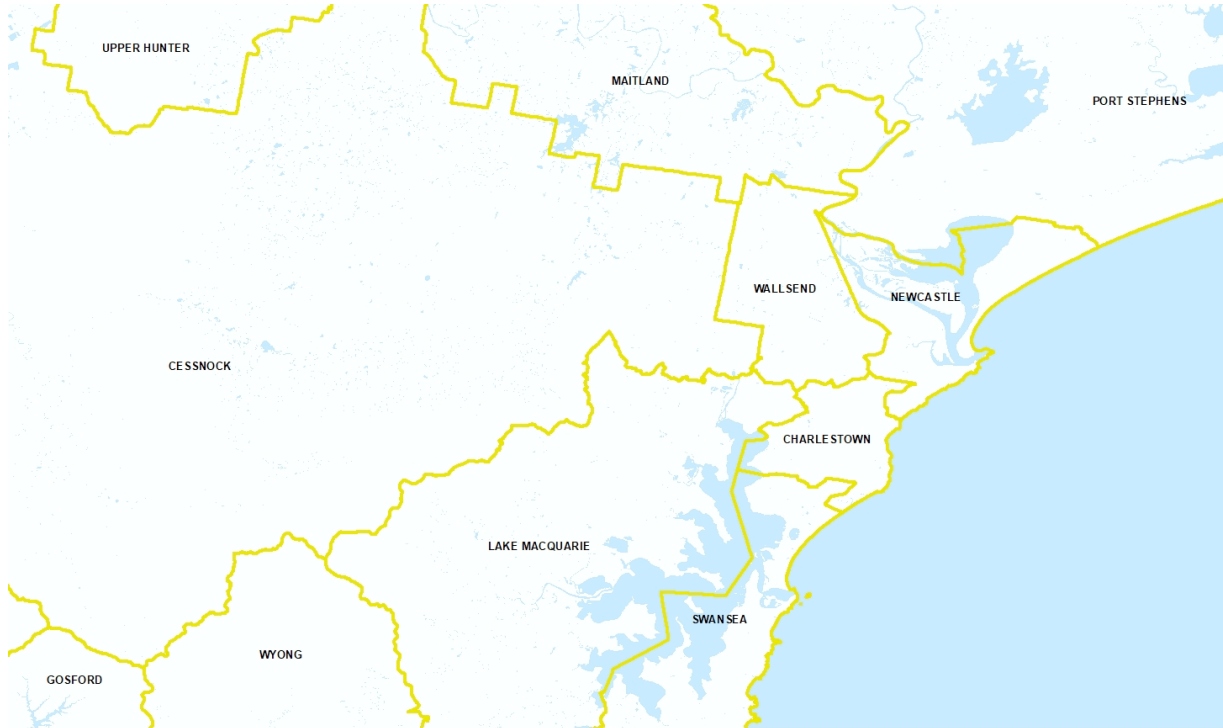 UPPER HUNTER
MAITLAND
PORT STEPHENS
WALLSEND
NEWCASTLE
CESSNOCK
CHARLESTOWN
LAKE MACQUARIE
SWANSEA
WYONG
GOSFORD